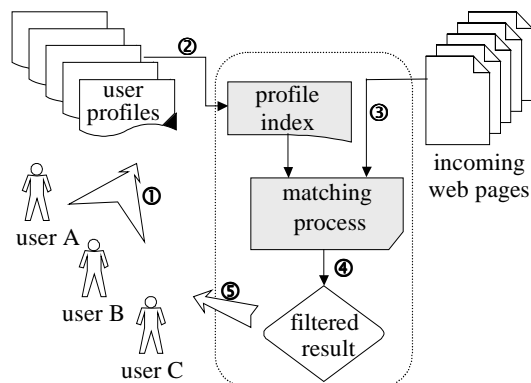 ②
user
profiles
profile
index
③
incoming
web pages
①
user A
matching
process
④
user B
⑤
filtered
result
user C